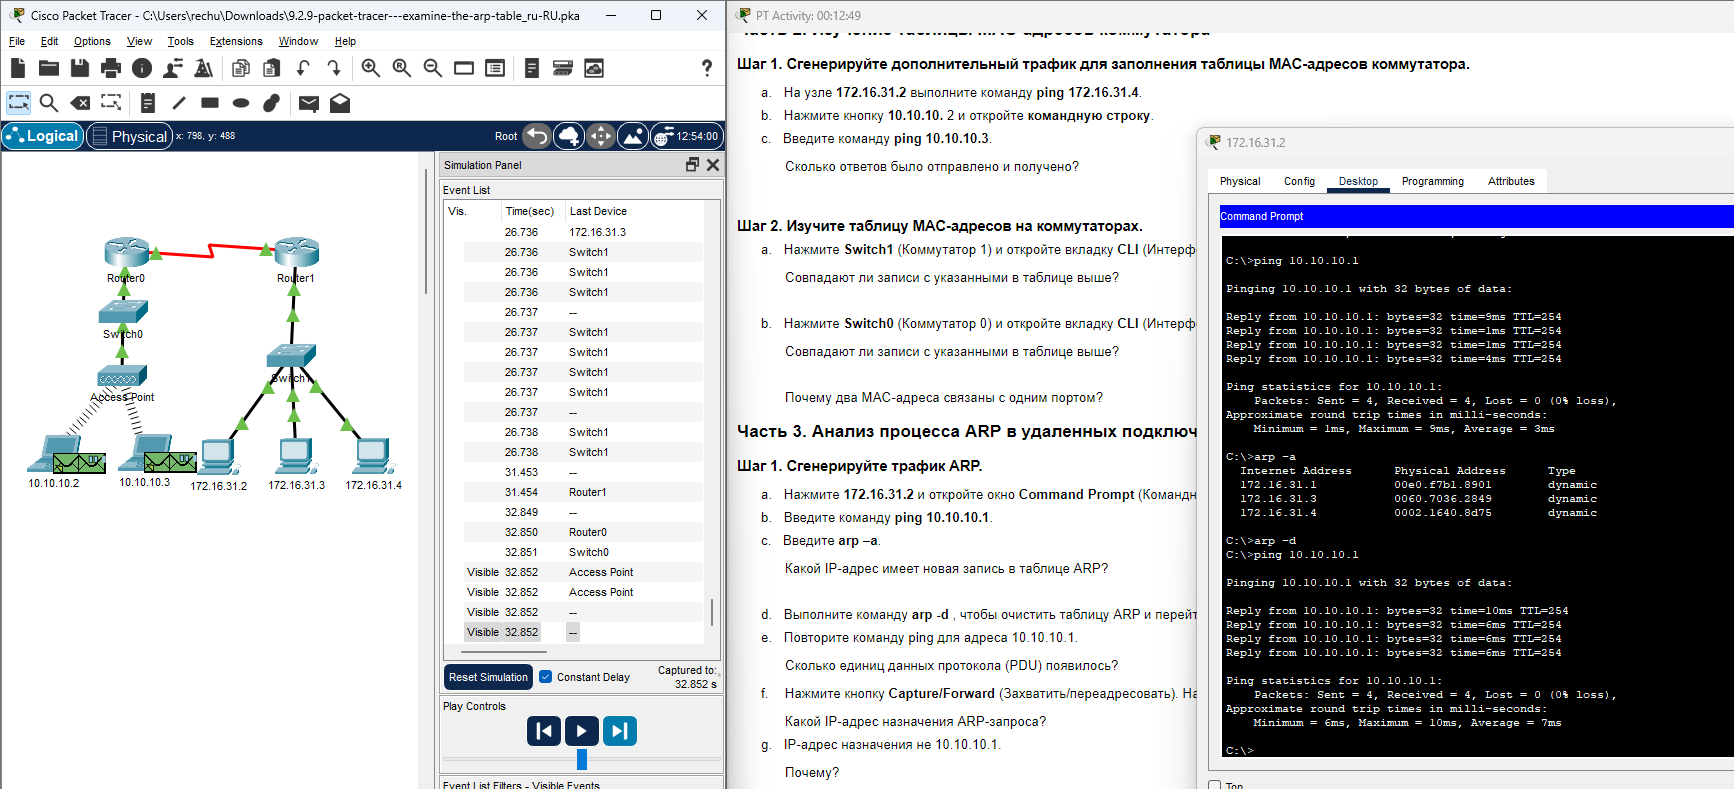 Cisco Packet Tracer - C:\Users\rechu\Downloads\9.2.9-packet-tracer---examine-the-arp-table_ru-RU.pka
File Edit Options View Tools Extensions Window Help
Logical Physical x: 798, y: 488 Root 12:54:00
Router0
Router1
Switch0
Switch1
Access Point
10.10.10.2
10.10.10.3
172.16.31.2
172.16.31.3
172.16.31.4
Simulation Panel
Event List
Vis. Time(sec) Last Device
26.736 172.16.31.3
26.736 Switch1
26.736 Switch1
26.736 Switch1
26.737 --
26.737 Switch1
26.737 Switch1
26.737 Switch1
26.737 Switch1
26.737 --
26.738 Switch1
26.738 Switch1
31.453 --
31.454 Router1
32.849 --
32.850 Router0
32.851 Switch0
Visible 32.852 Access Point
Visible 32.852 Access Point
Visible 32.852 --
Visible 32.852 --
Reset Simulation Constant Delay Captured to:
32.852 s
Play Controls
Event List Filters - Visible Events
PT Activity: 00:12:49
Часть 2. Изучение таблицы MAC-адресов коммутатора
Шаг 1. Сгенерируйте дополнительный трафик для заполнения таблицы MAC-адресов коммутатора.
a. На узле 172.16.31.2 выполните команду ping 172.16.31.4.
b. Нажмите кнопку 10.10.10. 2 и откройте командную строку.
c. Введите команду ping 10.10.10.3.
Сколько ответов было отправлено и получено?
Шаг 2. Изучите таблицу MAC-адресов на коммутаторах.
a. Нажмите Switch1 (Коммутатор 1) и откройте вкладку CLI (Интерф
Совпадают ли записи с указанными в таблице выше?
b. Нажмите Switch0 (Коммутатор 0) и откройте вкладку CLI (Интерф
Совпадают ли записи с указанными в таблице выше?
Почему два MAC-адреса связаны с одним портом?
Часть 3. Анализ процесса ARP в удаленных подключ
Шаг 1. Сгенерируйте трафик ARP.
a. Нажмите 172.16.31.2 и откройте окно Command Prompt (Командн
b. Введите команду ping 10.10.10.1.
c. Введите arp –a.
Какой IP-адрес имеет новая запись в таблице ARP?
d. Выполните команду arp -d , чтобы очистить таблицу ARP и перейт
e. Повторите команду ping для адреса 10.10.10.1.
Сколько единиц данных протокола (PDU) появилось?
f. Нажмите кнопку Capture/Forward (Захватить/переадресовать). На
Какой IP-адрес назначения ARP-запроса?
g. IP-адрес назначения не 10.10.10.1.
Почему?
172.16.31.2
Physical Config Desktop Programming Attributes
Command Prompt
C:\>ping 10.10.10.1
Pinging 10.10.10.1 with 32 bytes of data:
Reply from 10.10.10.1: bytes=32 time=9ms TTL=254
Reply from 10.10.10.1: bytes=32 time=1ms TTL=254
Reply from 10.10.10.1: bytes=32 time=1ms TTL=254
Reply from 10.10.10.1: bytes=32 time=4ms TTL=254
Ping statistics for 10.10.10.1:
Packets: Sent = 4, Received = 4, Lost = 0 (0% loss),
Approximate round trip times in milli-seconds:
Minimum = 1ms, Maximum = 9ms, Average = 3ms
C:\>arp -a
Internet Address Physical Address Type
172.16.31.1 00e0.f7b1.8901 dynamic
172.16.31.3 0060.7036.2849 dynamic
172.16.31.4 0002.1640.8d75 dynamic
C:\>arp -d
C:\>ping 10.10.10.1
Pinging 10.10.10.1 with 32 bytes of data:
Reply from 10.10.10.1: bytes=32 time=10ms TTL=254
Reply from 10.10.10.1: bytes=32 time=6ms TTL=254
Reply from 10.10.10.1: bytes=32 time=6ms TTL=254
Reply from 10.10.10.1: bytes=32 time=6ms TTL=254
Ping statistics for 10.10.10.1:
Packets: Sent = 4, Received = 4, Lost = 0 (0% loss),
Approximate round trip times in milli-seconds:
Minimum = 6ms, Maximum = 10ms, Average = 7ms
C:\>
Top